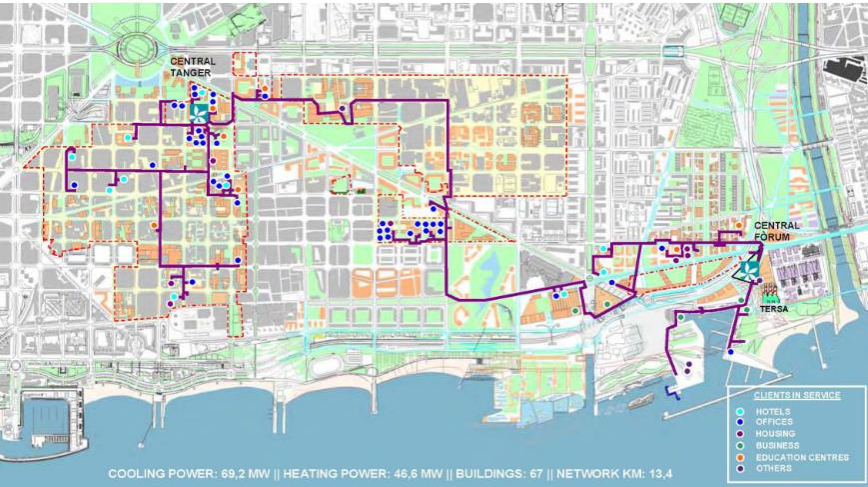 CENTRAL
TANGER
CENTRAL
FÒRUM
TERSA
CLIENTS IN SERVICE
HOTELS
OFFICES
HOUSING
BUSINESS
EDUCATION CENTRES
OTHERS
COOLING POWER: 69,2 MW || HEATING POWER: 46,6 MW || BUILDINGS: 67 || NETWORK KM: 13,4